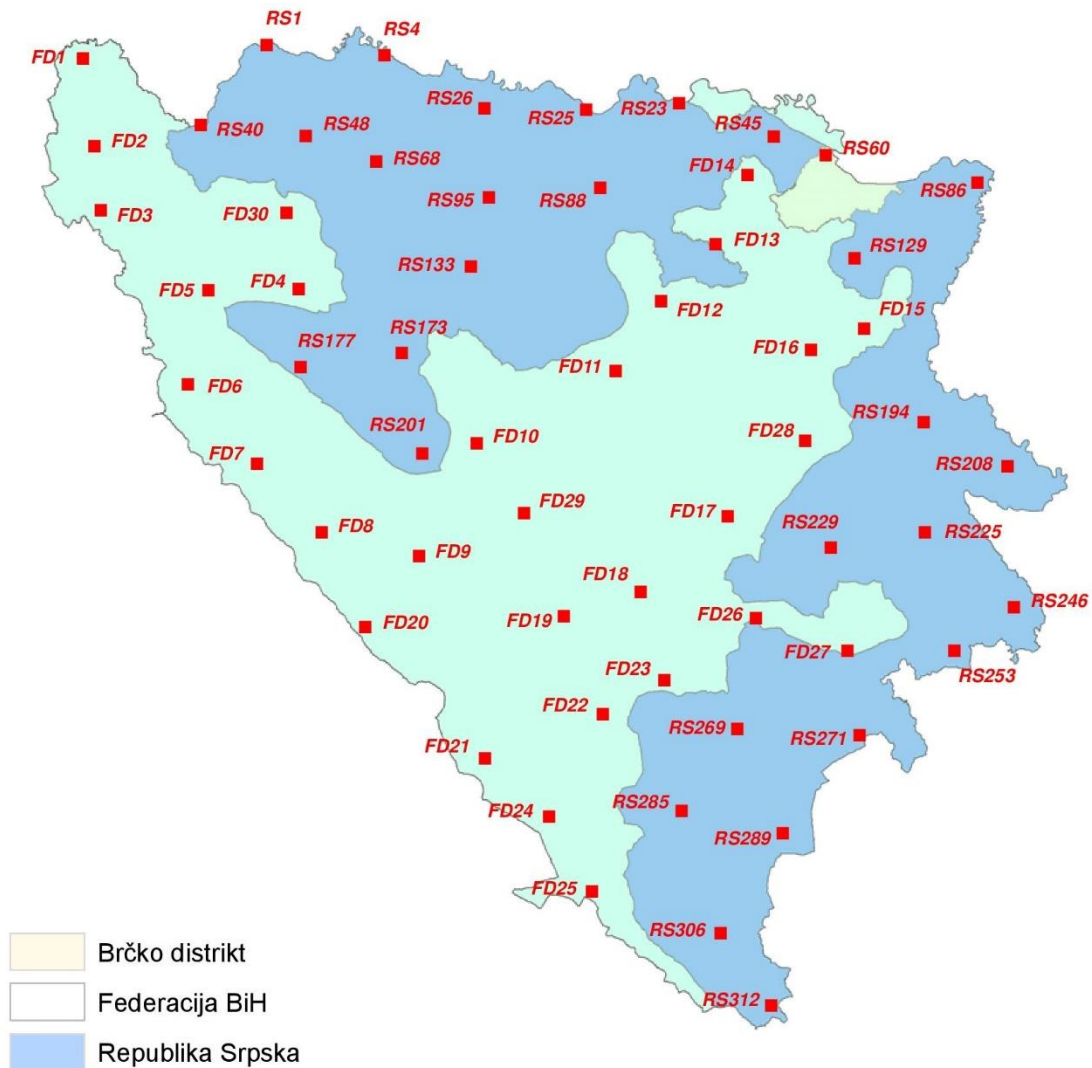 RS1
RS4
FD1
RS26
RS25
RS23
RS45
RS40
RS48
RS60
FD2
RS68
FD14
RS86
RS95
RS88
FD3
FD30
FD13
RS129
RS133
FD5
FD4
FD12
FD15
RS173
RS177
FD16
FD11
FD6
RS194
RS201
FD10
FD28
FD7
RS208
FD29
FD17
RS229
FD8
RS225
FD9
FD18
RS246
FD19
FD26
FD20
FD27
FD23
RS253
FD22
RS269
RS271
FD21
RS285
FD24
RS289
FD25
RS306
Brčko distrikt
RS312
Federacija BiH
Republika Srpska